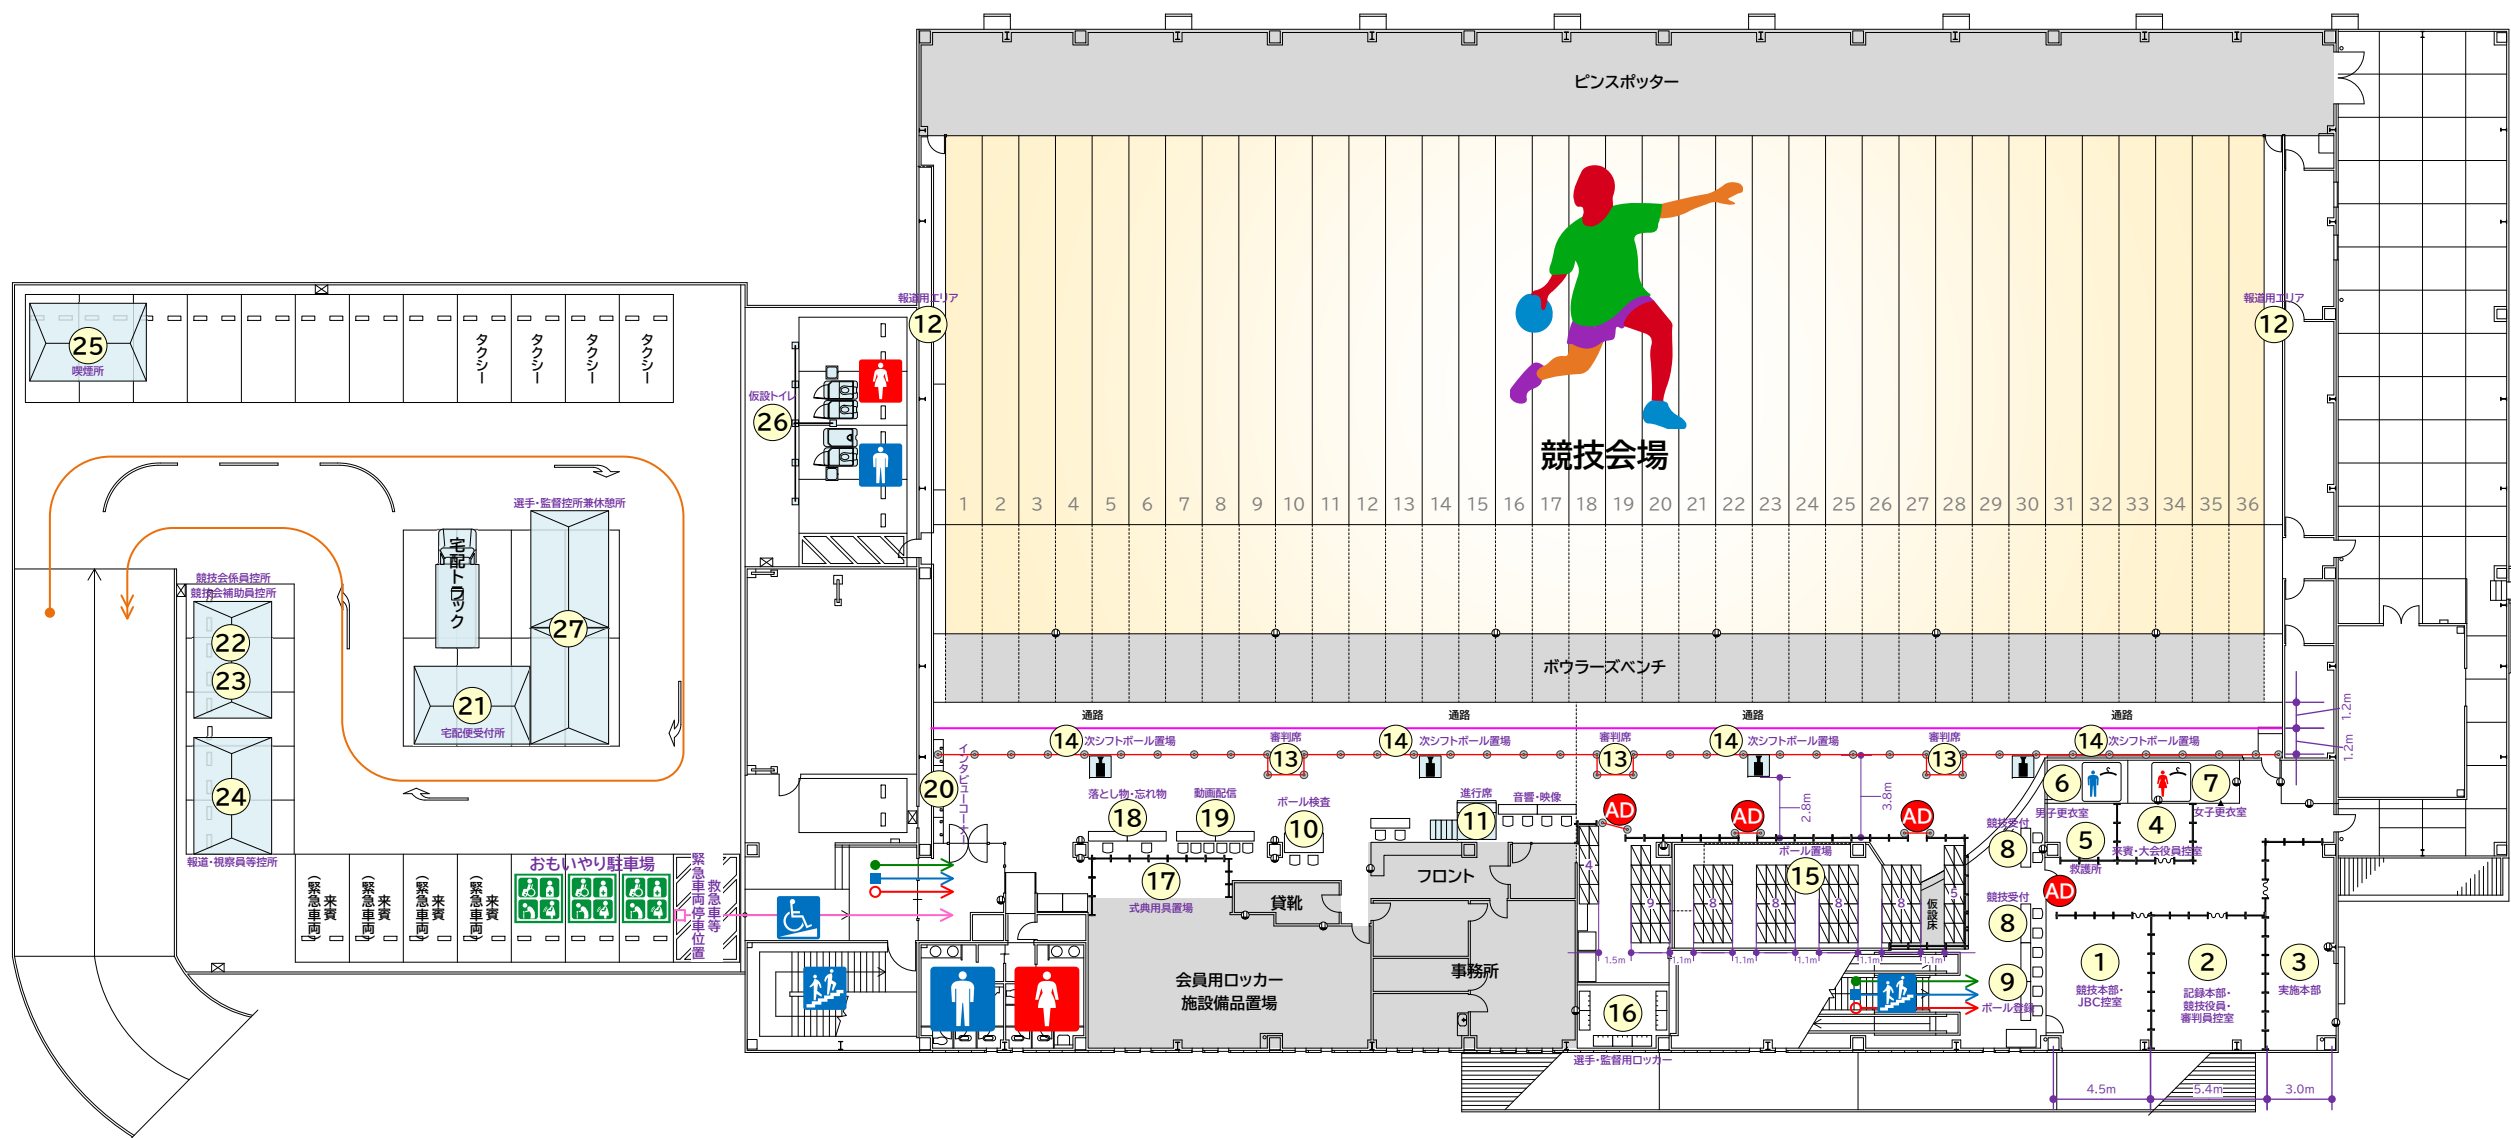 ピンスポッター
報道用エリア
12
報道用エリア
12
25
喫煙所
タクシー
タクシー
タクシー
タクシー
仮設トイレ
26
競技会場
1 2 3 4 5 6 7 8 9 10 11 12 13 14 15 16 17 18 19 20 21 22 23 24 25 26 27 28 29 30 31 32 33 34 35 36
選手・監督控所兼休憩所
27
宅配トラック
競技会係員控所
競技会補助員控所
22
23
21
宅配便受付所
24
報道・視察員等控所
ボウラーズベンチ
通路
通路
通路
通路
1.2m
1.2m
14
次シフトボール置場
審判席
13
14
次シフトボール置場
審判席
13
14
次シフトボール置場
審判席
13
14
次シフトボール置場
20
インタビューコーナー
落とし物・忘れ物
18
動画配信
19
ボール検査
10
進行席
11
音響・映像
AD
AD
AD
2.8m
3.8m
6
男子更衣室
7
女子更衣室
5
救護所
4
来賓・大会役員控室
競技受付
8
競技受付
8
AD
9
ボール登録
おもいやり駐車場
来賓
(緊急車両)
来賓
(緊急車両)
来賓
(緊急車両)
来賓
(緊急車両)
救急車等
緊急車両停車位置
17
式典用具置場
貸靴
フロント
事務所
会員用ロッカー
施設備品置場
ボール置場
15
4
9
8
8
8
8
5
仮設床
1.5m
1.1m
1.1m
1.1m
1.1m
1.1m
16
選手・監督用ロッカー
1
競技本部・
JBC控室
2
記録本部・
競技役員・
審判員控室
3
実施本部
4.5m
5.4m
3.0m